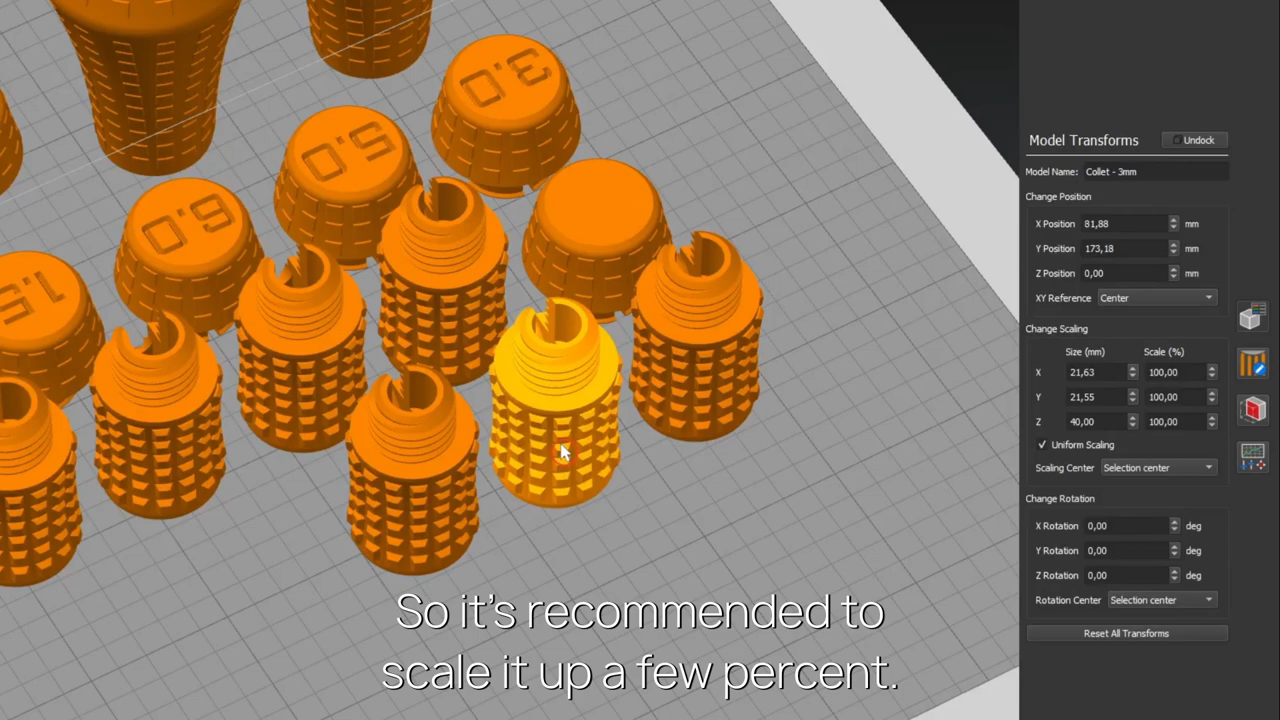 3.0
5.0
6.0
1.5
Model Transforms
Undock
Model Name: Collet - 3mm
Change Position
X Position 81,88 mm
Y Position 173,18 mm
Z Position 0,00 mm
XY Reference Center
Change Scaling
Size (mm) Scale (%)
X 21,63 100,00
Y 21,55 100,00
Z 40,00 100,00
Uniform Scaling
Scaling Center Selection center
Change Rotation
X Rotation 0,00 deg
Y Rotation 0,00 deg
Z Rotation 0,00 deg
Rotation Center Selection center
Reset All Transforms
So it's recommended to
scale it up a few percent.